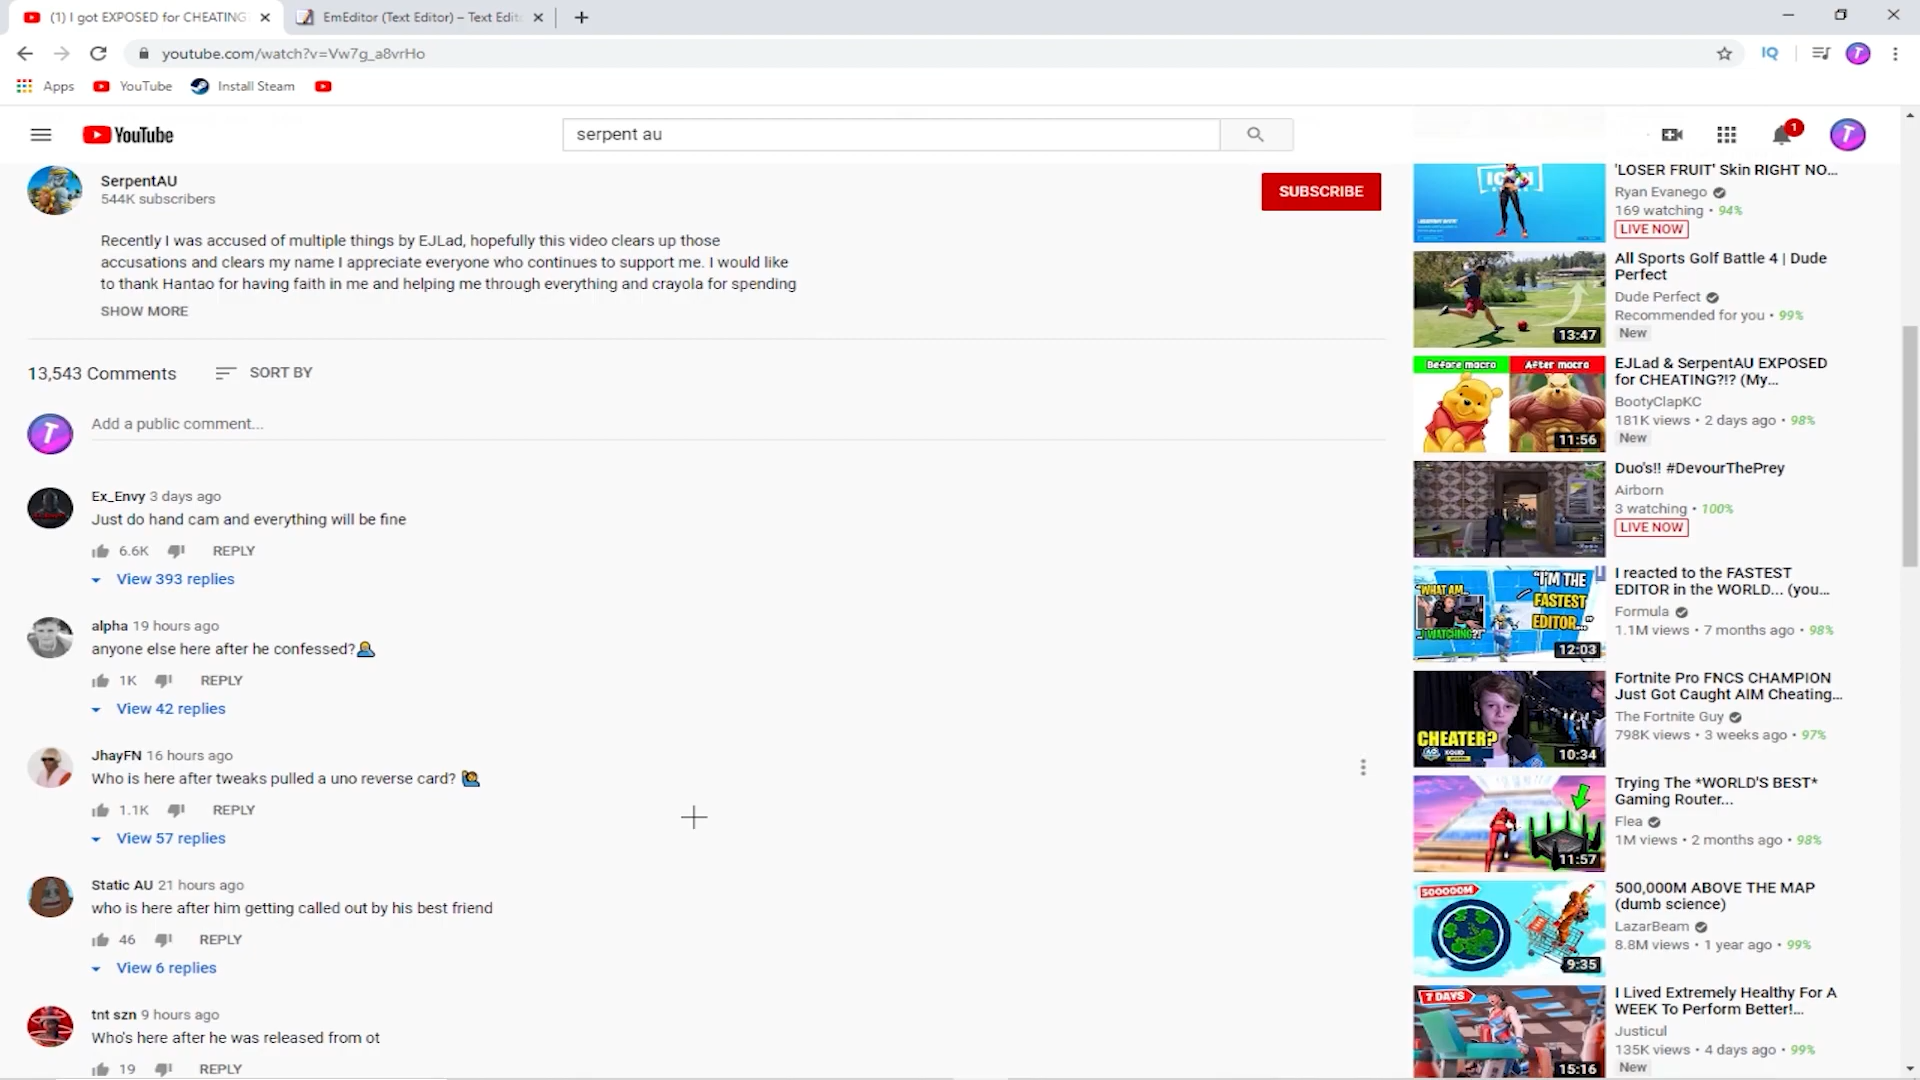 (1) I got EXPOSED for CHEATING
EmEditor (Text Editor) – Text Edit
youtube.com/watch?v=Vw7g_a8vrHo
IQ
T
Apps
YouTube
Install Steam
YouTube
serpent au
1
T
SerpentAU
544K subscribers
SUBSCRIBE
Recently I was accused of multiple things by EJLad, hopefully this video clears up those
accusations and clears my name I appreciate everyone who continues to support me. I would like
to thank Hantao for having faith in me and helping me through everything and crayola for spending
SHOW MORE
13,543 Comments
SORT BY
T
Add a public comment...
Ex_Envy 3 days ago
Just do hand cam and everything will be fine
6.6K
REPLY
View 393 replies
alpha 19 hours ago
anyone else here after he confessed?
1K
REPLY
View 42 replies
JhayFN 16 hours ago
Who is here after tweaks pulled a uno reverse card?
1.1K
REPLY
View 57 replies
Static AU 21 hours ago
who is here after him getting called out by his best friend
46
REPLY
View 6 replies
tnt szn 9 hours ago
Who's here after he was released from ot
19
REPLY
'LOSER FRUIT' Skin RIGHT NO...
Ryan Evanego
169 watching • 94%
LIVE NOW
13:47
All Sports Golf Battle 4 | Dude
Perfect
Dude Perfect
Recommended for you • 99%
New
Before macro
After macro
11:56
EJLad & SerpentAU EXPOSED
for CHEATING?!? (My...
BootyClapKC
181K views • 2 days ago • 98%
New
Duo's!! #DevourThePrey
Airborn
3 watching • 100%
LIVE NOW
"WHAT AM..
I WATCHING?!"
"I'M THE
FASTEST
EDITOR..."
12:03
I reacted to the FASTEST
EDITOR in the WORLD... (you...
Formula
1.1M views • 7 months ago • 98%
CHEATER?
10:34
Fortnite Pro FNCS CHAMPION
Just Got Caught AIM Cheating...
The Fortnite Guy
798K views • 3 weeks ago • 97%
11:57
Trying The *WORLD'S BEST*
Gaming Router...
Flea
1M views • 2 months ago • 98%
500000M
9:35
500,000M ABOVE THE MAP
(dumb science)
LazarBeam
8.8M views • 1 year ago • 99%
7 DAYS
15:16
I Lived Extremely Healthy For A
WEEK To Perform Better!...
Justicul
135K views • 4 days ago • 99%
New